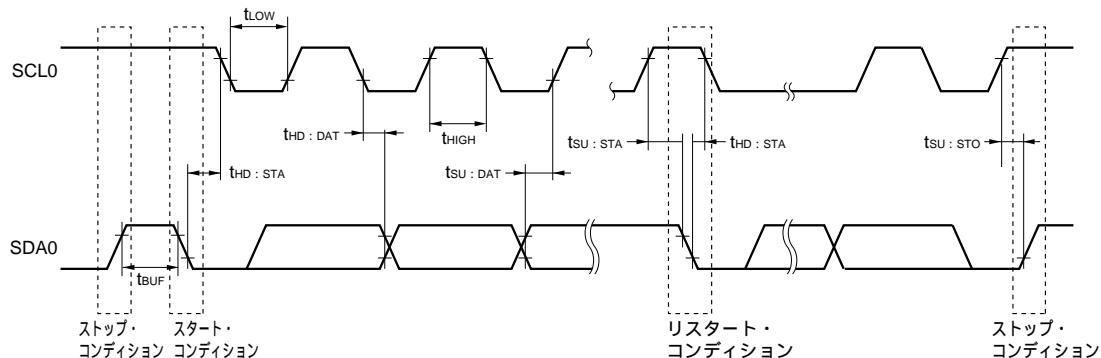 tLOW
SCL0
tHD : DAT
tHIGH
tSU : STA
tHD : STA
tSU : STO
tHD : STA
tSU : DAT
SDA0
tBUF
ストップ・
コンディション
スタート・
コンディション
リスタート・
コンディション
ストップ・
コンディション